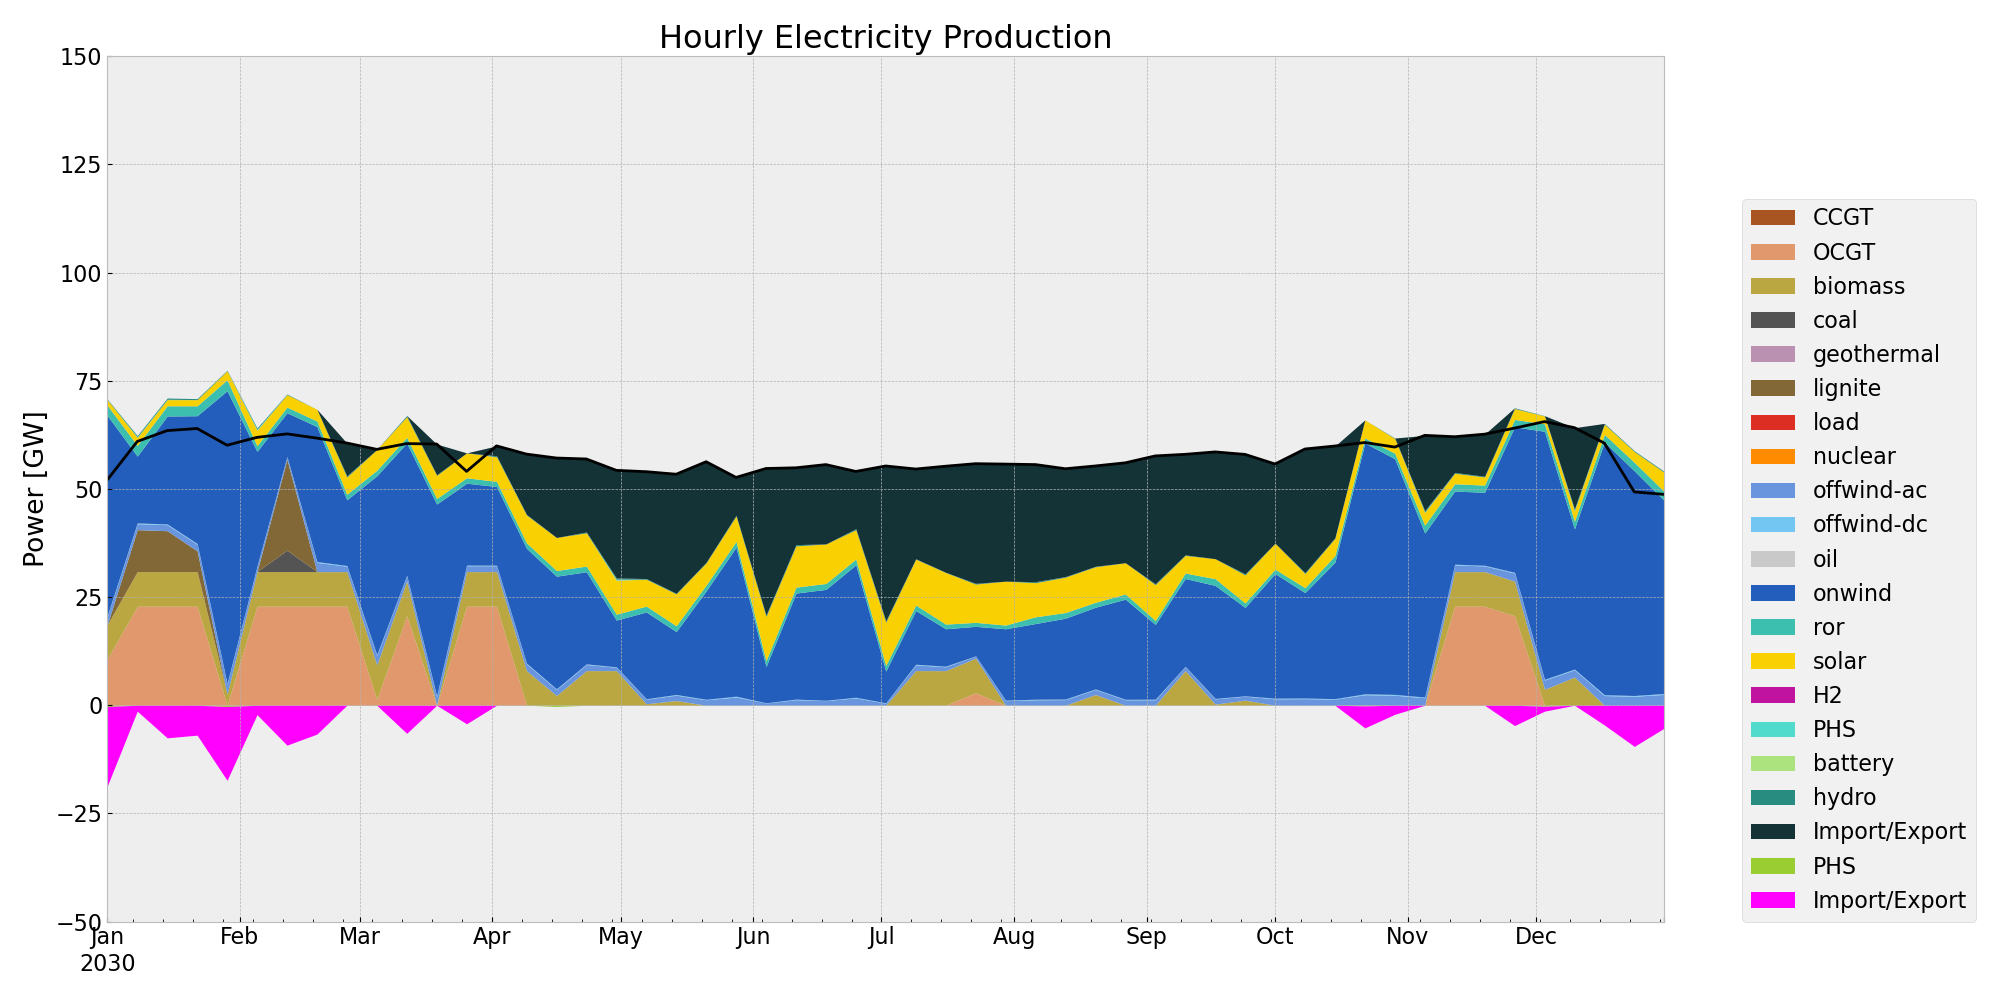 Hourly Electricity Production
Power [GW]
150
125
100
75
50
25
0
−25
−50
Jan Feb Mar Apr May Jun Jul Aug Sep Oct Nov Dec
2030
CCGT
OCGT
biomass
coal
geothermal
lignite
load
nuclear
offwind-ac
offwind-dc
oil
onwind
ror
solar
H2
PHS
battery
hydro
Import/Export
PHS
Import/Export